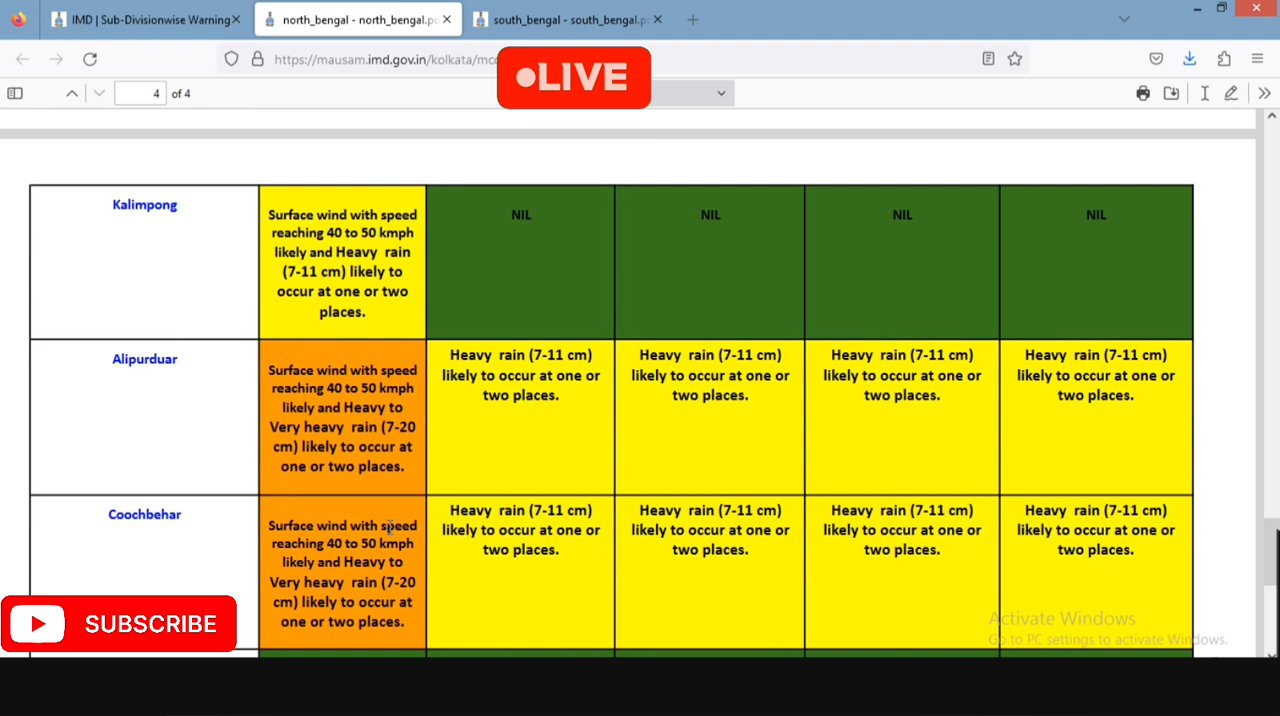 IMD | Sub-Divisionwise Warning
north_bengal - north_bengal.pd
south_bengal - south_bengal.pd
https://mausam.imd.gov.in/kolkata/mcd
LIVE
4 of 4
Kalimpong
Surface wind with speed
reaching 40 to 50 kmph
likely and Heavy rain
(7-11 cm) likely to
occur at one or two
places.
NIL
NIL
NIL
NIL
Alipurduar
Surface wind with speed
reaching 40 to 50 kmph
likely and Heavy to
Very heavy rain (7-20
cm) likely to occur at
one or two places.
Heavy rain (7-11 cm)
likely to occur at one or
two places.
Heavy rain (7-11 cm)
likely to occur at one or
two places.
Heavy rain (7-11 cm)
likely to occur at one or
two places.
Heavy rain (7-11 cm)
likely to occur at one or
two places.
Coochbehar
Surface wind with speed
reaching 40 to 50 kmph
likely and Heavy to
Very heavy rain (7-20
cm) likely to occur at
one or two places.
Heavy rain (7-11 cm)
likely to occur at one or
two places.
Heavy rain (7-11 cm)
likely to occur at one or
two places.
Heavy rain (7-11 cm)
likely to occur at one or
two places.
Heavy rain (7-11 cm)
likely to occur at one or
two places.
SUBSCRIBE
Activate Windows
Go to PC settings to activate Windows.